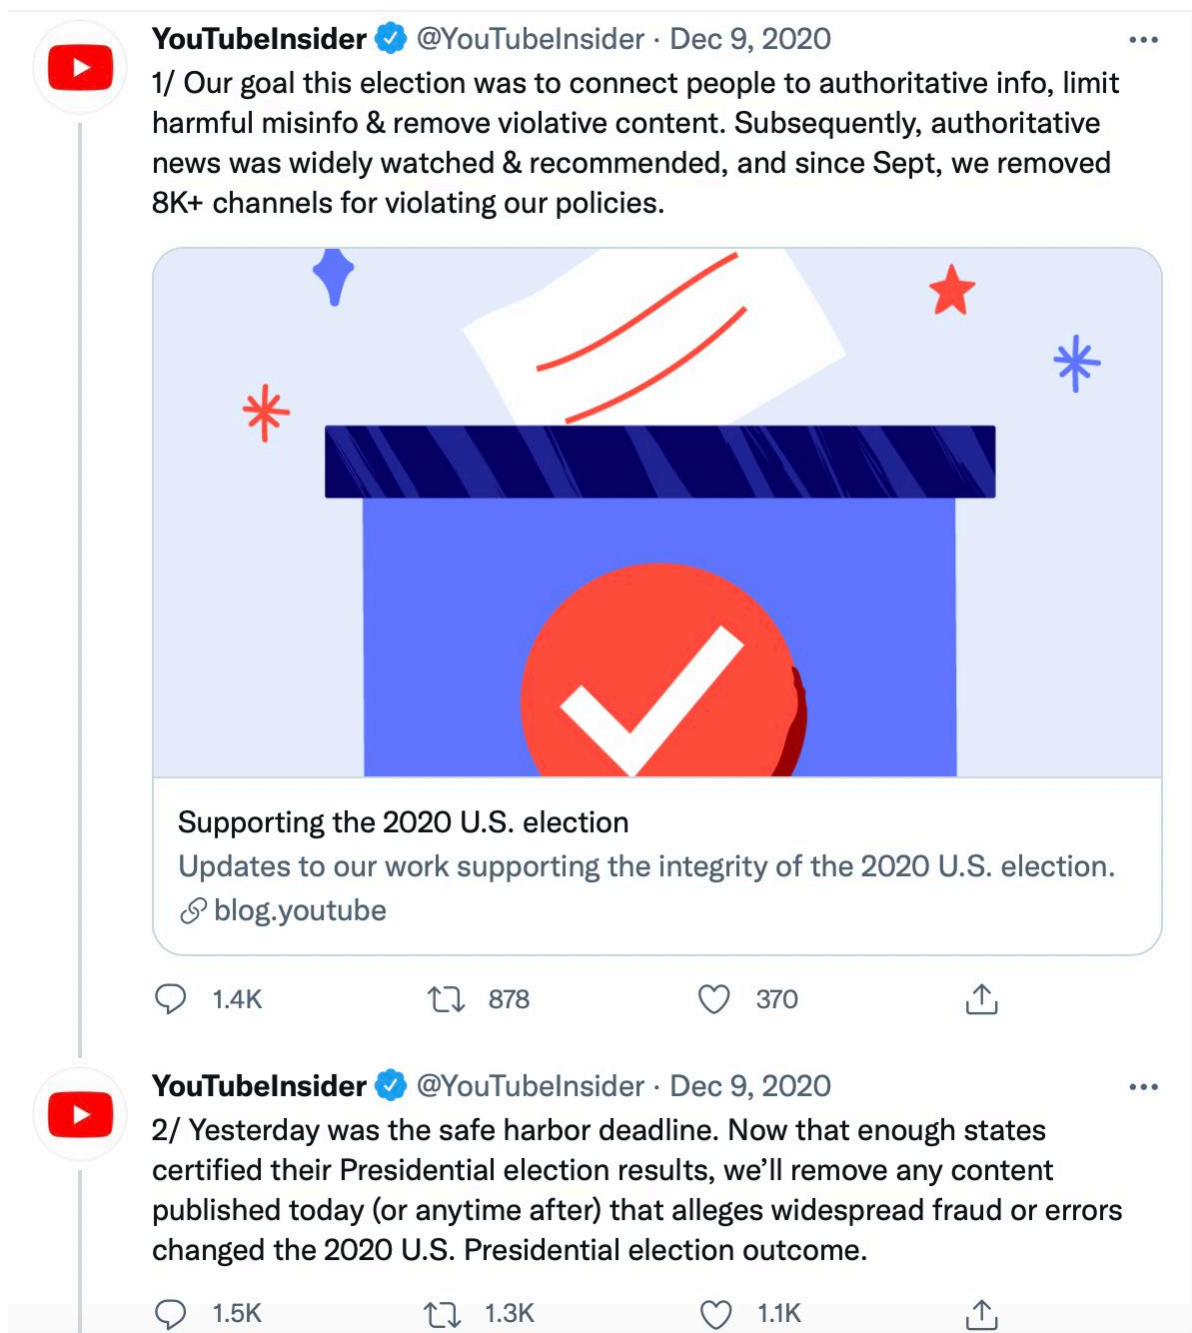 YouTubeInsider @YouTubeInsider · Dec 9, 2020
1/ Our goal this election was to connect people to authoritative info, limit
harmful misinfo & remove violative content. Subsequently, authoritative
news was widely watched & recommended, and since Sept, we removed
8K+ channels for violating our policies.
Supporting the 2020 U.S. election
Updates to our work supporting the integrity of the 2020 U.S. election.
blog.youtube
1.4K 878 370
YouTubeInsider @YouTubeInsider · Dec 9, 2020
2/ Yesterday was the safe harbor deadline. Now that enough states
certified their Presidential election results, we’ll remove any content
published today (or anytime after) that alleges widespread fraud or errors
changed the 2020 U.S. Presidential election outcome.
1.5K 1.3K 1.1K